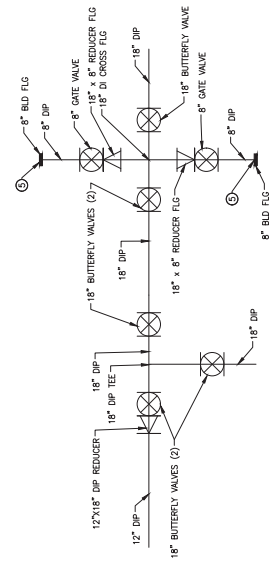 8" BLD FLG
5
8" DIP
8" GATE VALVE
18" x 8" REDUCER FLG
18" DI CROSS FLG
18" DIP
18" BUTTERFLY VALVE
18" BUTTERFLY VALVES (2)
18" DIP
18" x 8" REDUCER FLG
8" GATE VALVE
8" DIP
5
8" BLD FLG
18" DIP
18" DIP TEE
12"X18" DIP REDUCER
12" DIP
18" BUTTERFLY VALVES (2)
18" DIP